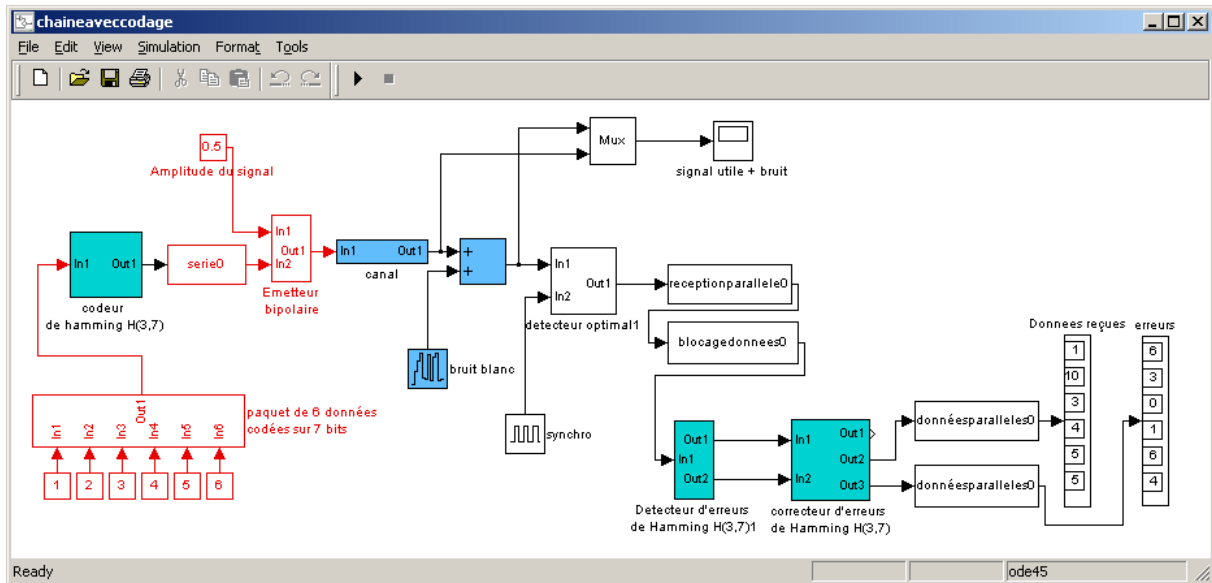 chaineaveccodage
File Edit View Simulation Format Tools
0.5
Amplitude du signal
Mux
signal utile + bruit
In1 Out1
codeur
de hamming H(3,7)
serie0
In1
Out1
In2
Emetteur
bipolaire
In1 Out1
canal
+
+
In1
Out1
In2
detecteur optimal1
receptionparallele0
blocagedonnees0
bruit blanc
synchro
Out1
In1 In2 In3 In4 In5 In6
paquet de 6 données
codées sur 7 bits
1 2 3 4 5 6
Out1
In1
Out2
Detecteur d'erreurs
de Hamming H(3,7)1
In1 Out1
Out2
In2 Out3
correcteur d'erreurs
de Hamming H(3,7)
donnéesparalleles0
donnéesparalleles0
Donnees reçues
1
10
3
4
5
5
erreurs
6
3
0
1
6
4
Ready
ode45